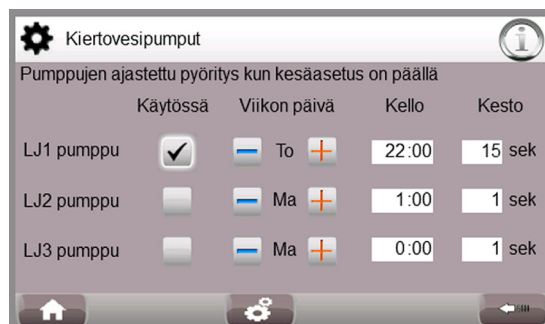 Kiertovesipumput
Pumppujen ajastettu pyöritys kun kesäasetus on päällä
Käytössä Viikon päivä Kello Kesto
LJ1 pumppu To 22:00 15 sek
LJ2 pumppu Ma 1:00 1 sek
LJ3 pumppu Ma 0:00 1 sek